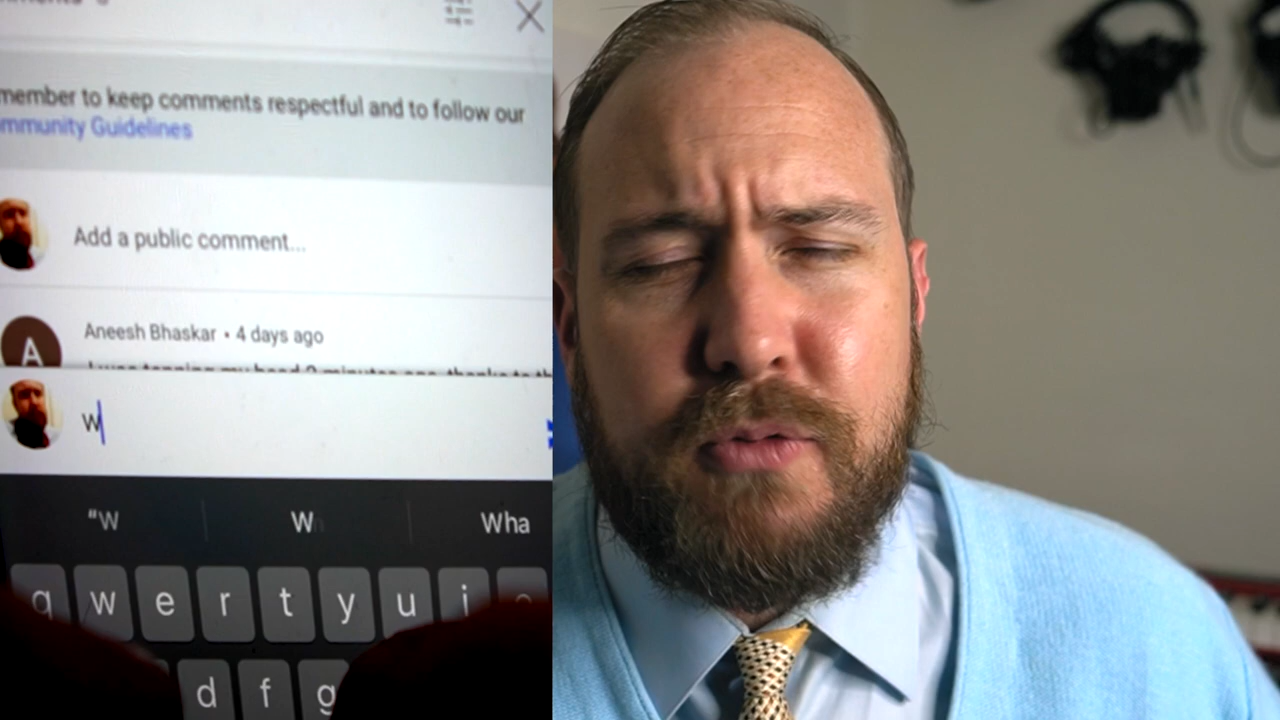 member to keep comments respectful and to follow our
mmunity Guidelines
Add a public comment...
Aneesh Bhaskar • 4 days ago
A
w
“W W Wha
q w e r t y u i
d f g